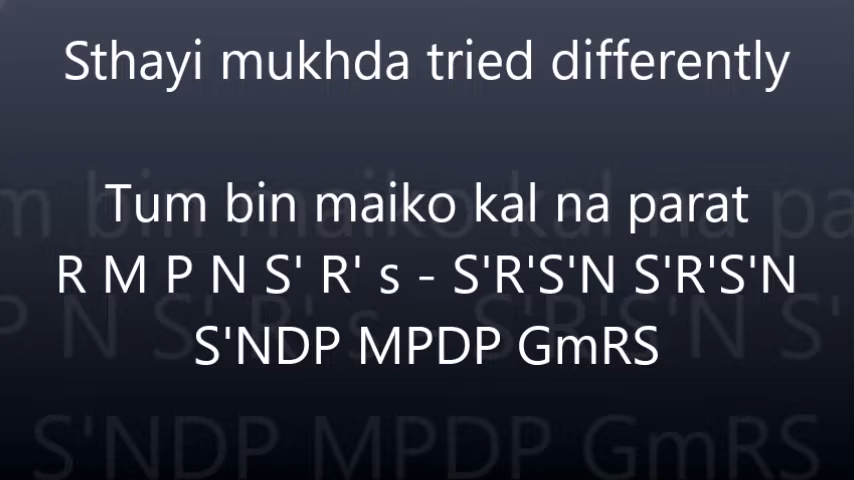 Sthayi mukhda tried differently
Tum bin maiko kal na parat
R M P N S' R' s - S'R'S'N S'R'S'N
S'NDP MPDP GmRS